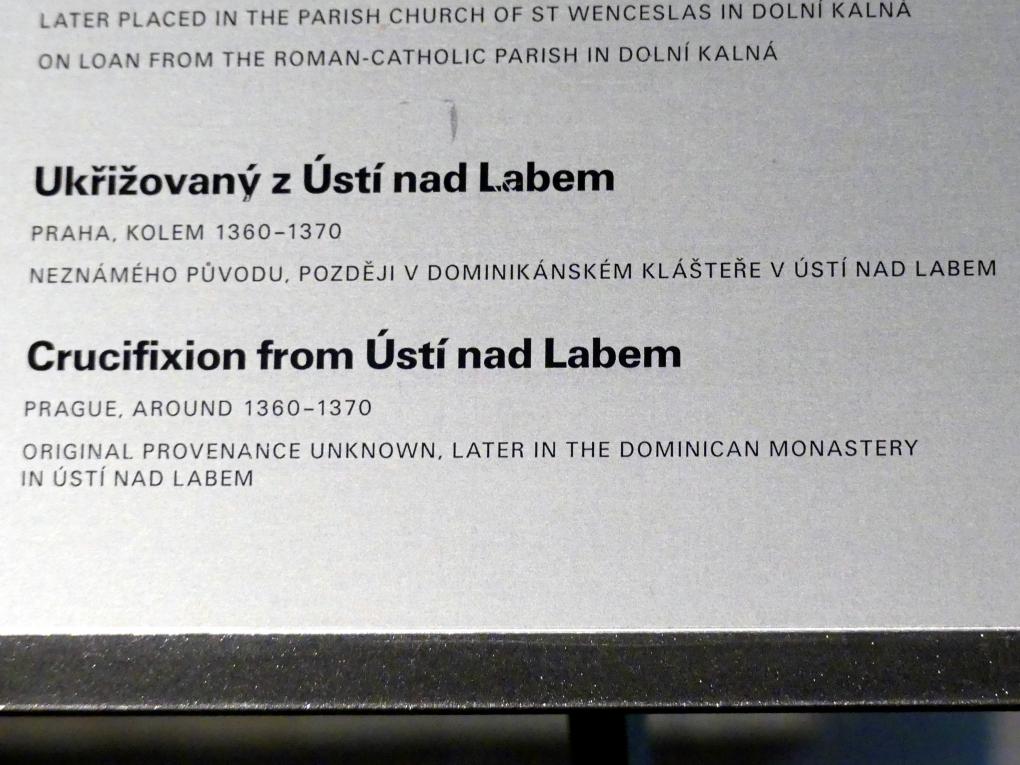 LATER PLACED IN THE PARISH CHURCH OF ST WENCESLAS IN DOLNÍ KALNÁ
ON LOAN FROM THE ROMAN-CATHOLIC PARISH IN DOLNÍ KALNÁ
Ukřižovaný z Ústí nad Labem
PRAHA, KOLEM 1360–1370
NEZNÁMÉHO PŮVODU, POZDĚJI V DOMINIKÁNSKÉM KLÁŠTEŘE V ÚSTÍ NAD LABEM
Crucifixion from Ústí nad Labem
PRAGUE, AROUND 1360–1370
ORIGINAL PROVENANCE UNKNOWN, LATER IN THE DOMINICAN MONASTERY
IN ÚSTÍ NAD LABEM